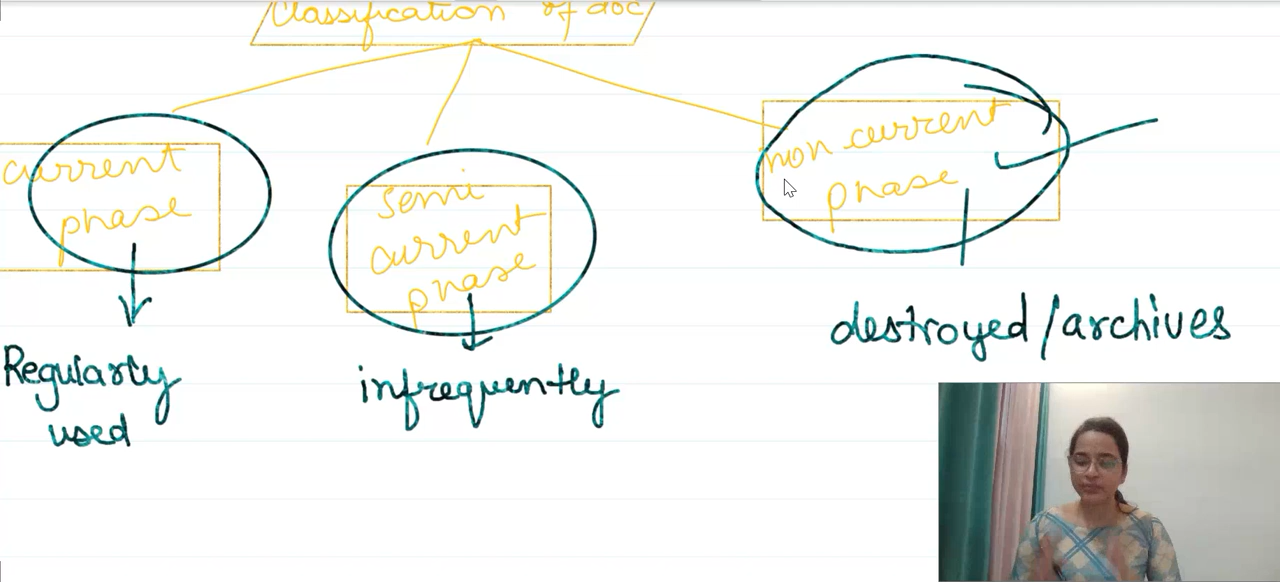 Classification of doc
current
phase
semi
current
phase
non current
phase
Regularly
used
infrequently
destroyed/archives